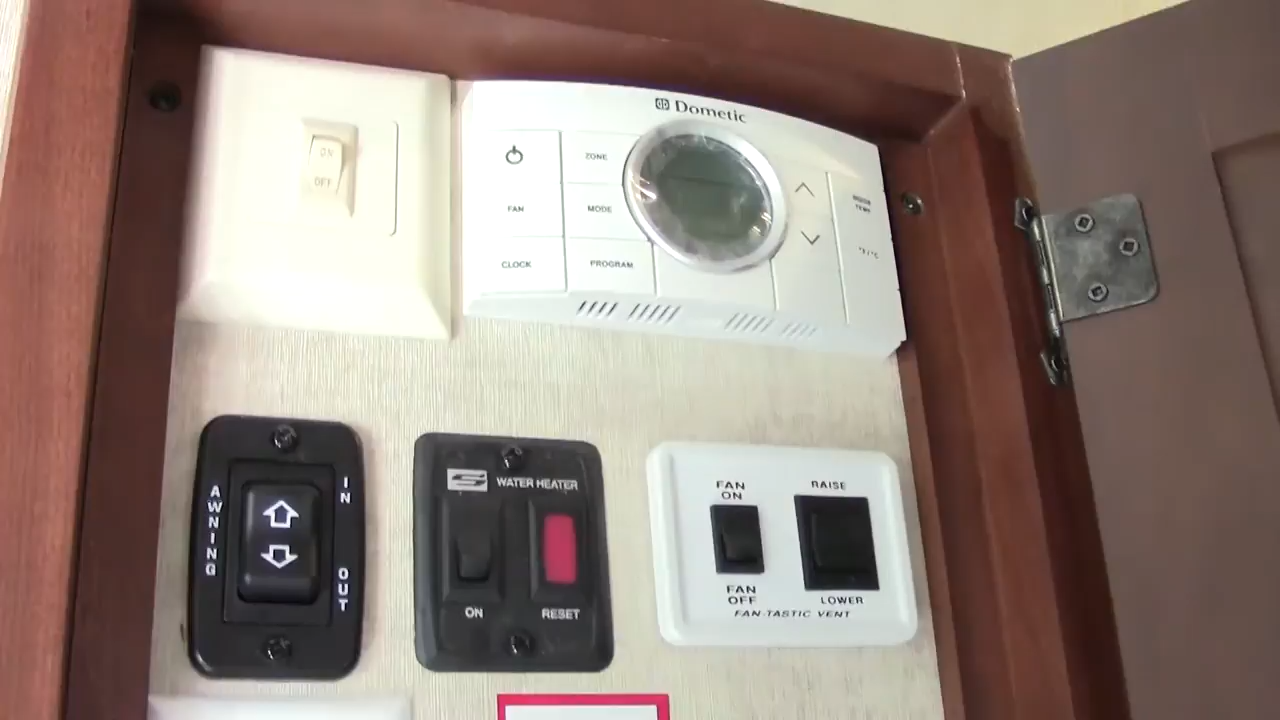 ON
OFF
Dometic
ZONE
FAN
MODE
CLOCK
PROGRAM
°F/°C
AWNING
IN
OUT
WATER HEATER
ON
RESET
FAN
ON
FAN
OFF
RAISE
LOWER
FAN-TASTIC VENT